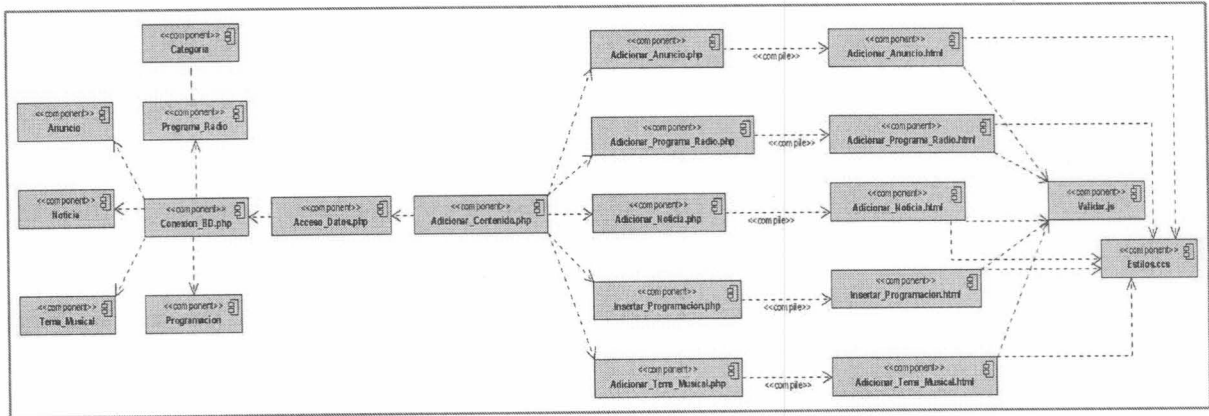 <<component>>
Categoria
<<component>>
Anuncio
<<component>>
Programa_Radio
<<component>>
Noticia
<<component>>
Conexion_BD.php
<<component>>
Acceso_Datos.php
<<component>>
Adicionar_Contenido.php
<<component>>
Tema_Musical
<<component>>
Programacion
<<component>>
Adicionar_Anuncio.php
<<compile>>
<<component>>
Adicionar_Anuncio.html
<<component>>
Adicionar_Programa_Radio.php
<<compile>>
<<component>>
Adicionar_Programa_Radio.html
<<component>>
Adicionar_Noticia.php
<<compile>>
<<component>>
Adicionar_Noticia.html
<<component>>
Insertar_Programacion.php
<<compile>>
<<component>>
Insertar_Programacion.html
<<component>>
Adicionar_Tema_Musical.php
<<compile>>
<<component>>
Adicionar_Tema_Musical.html
<<component>>
Validar.js
<<component>>
Estilos.ccs